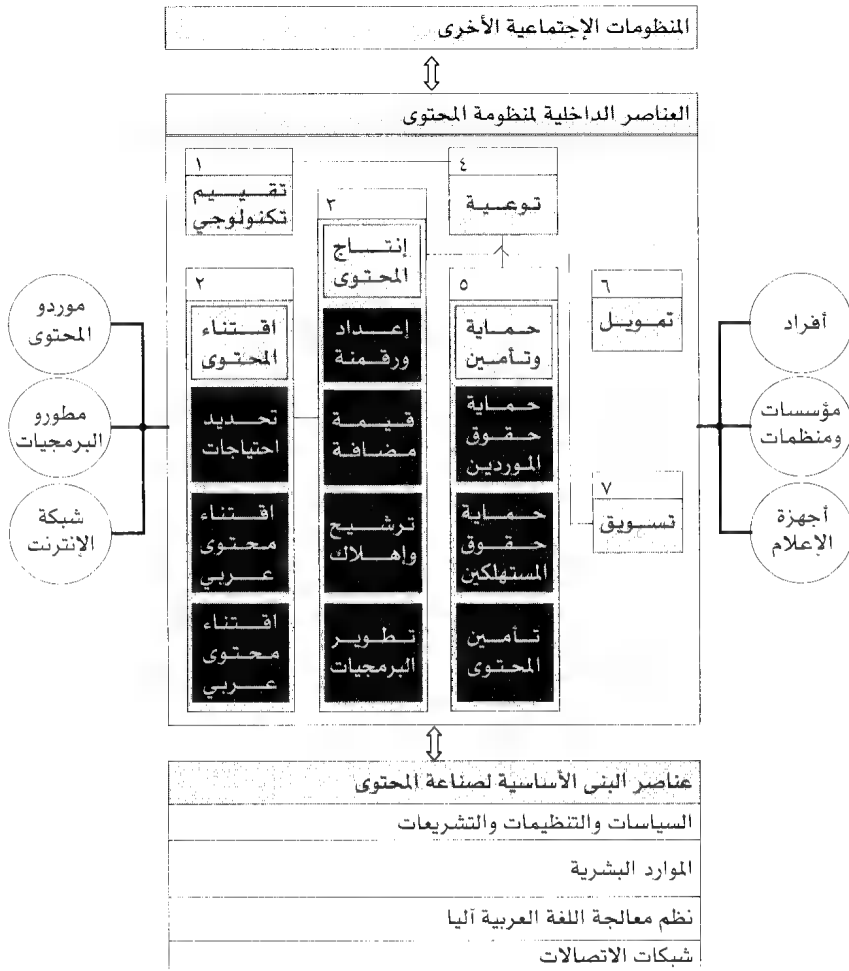 المنظومات الإجتماعية الأخرى
العناصر الداخلية لمنظومة المحتوى
١
تقييم
تكنولوجي
٢
اقتناء
المحتوى
تحديد
احتياجات
اقتناء
محتوى
عربي
اقتناء
محتوى
عربي
٣
إنتاج
المحتوى
إعداد
ورقمنة
قيمة
مضافة
ترشيح
وإهلاك
تطوير
البرمجيات
٤
توعية
٥
حماية
وتأمين
حماية
حقوق
الموردين
حماية
حقوق
المستهلكين
تأمين
المحتوى
٦
تمويل
٧
تسويق
موردو
المحتوى
مطورو
البرمجيات
شبكة
الإنترنت
أفراد
مؤسسات
ومنظمات
أجهزة
الإعلام
عناصر البنى الأساسية لصناعة المحتوى
السياسات والتنظيمات والتشريعات
الموارد البشرية
نظم معالجة اللغة العربية آليا
شبكات الاتصالات